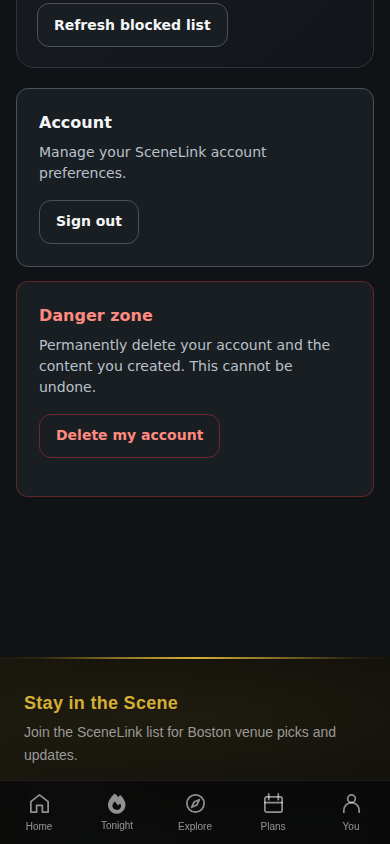 Refresh blocked list
Account
Manage your SceneLink account
preferences.
Sign out
Danger zone
Permanently delete your account and the
content you created. This cannot be
undone.
Delete my account
Stay in the Scene
Join the SceneLink list for Boston venue picks and
updates.
Home
Tonight
Explore
Plans
You